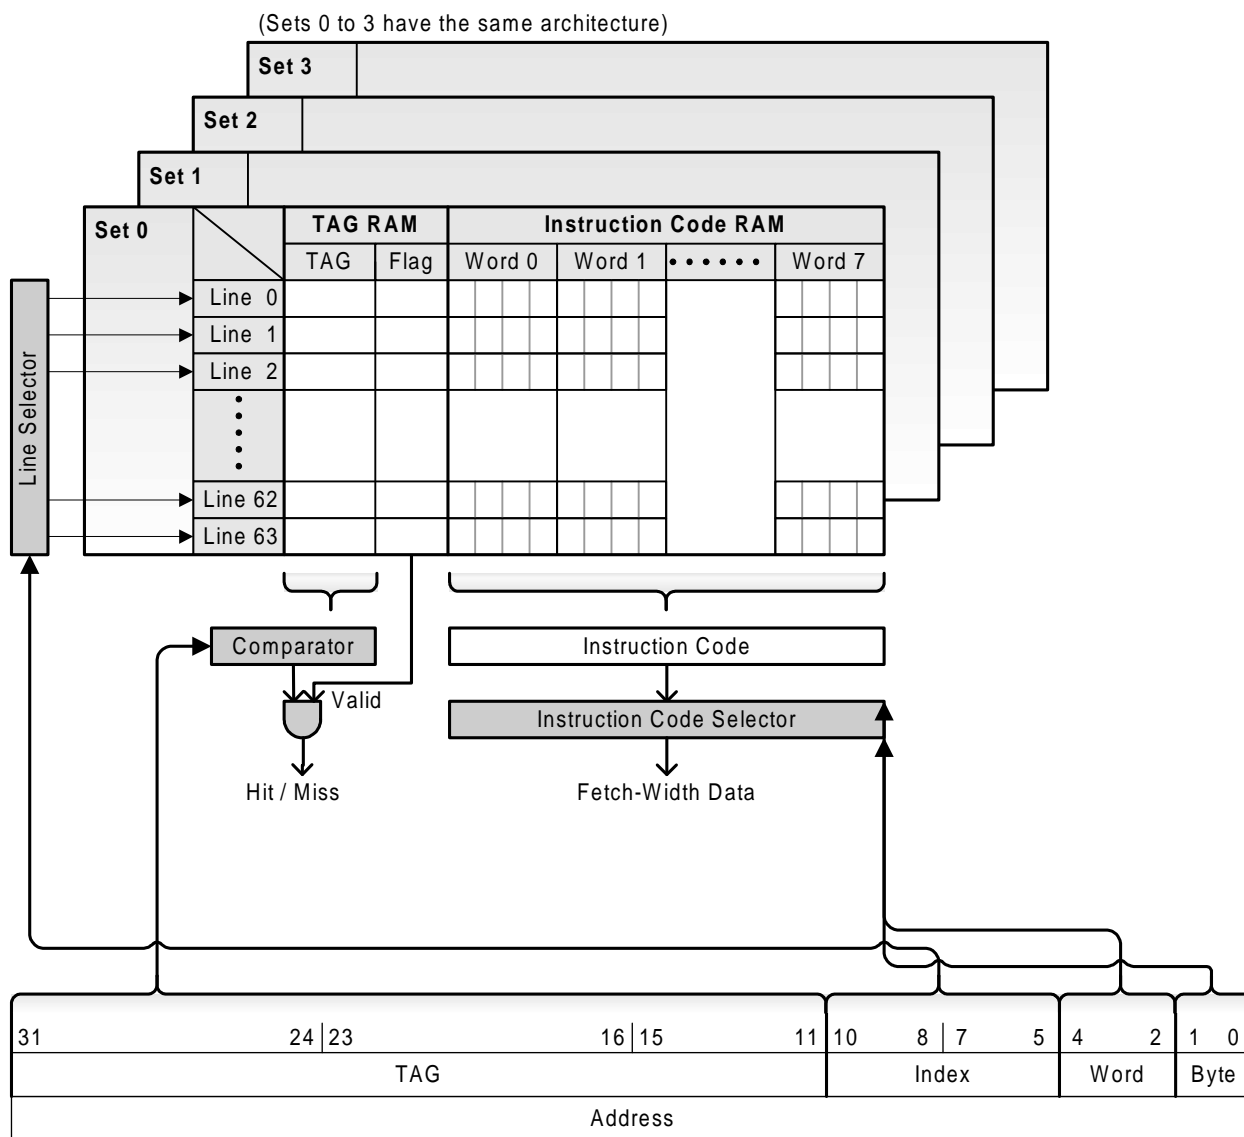 (Sets 0 to 3 have the same architecture)
Set 3
Set 2
Set 1
Set 0
TAG RAM
Instruction Code RAM
TAG
Flag
Word 0
Word 1
......
Word 7
Line Selector
Line 0
Line 1
Line 2
Line 62
Line 63
Comparator
Instruction Code
Valid
Instruction Code Selector
Hit / Miss
Fetch-Width Data
31 24 23 16 15 11 10 8 7 5 4 2 1 0
TAG Index Word Byte
Address